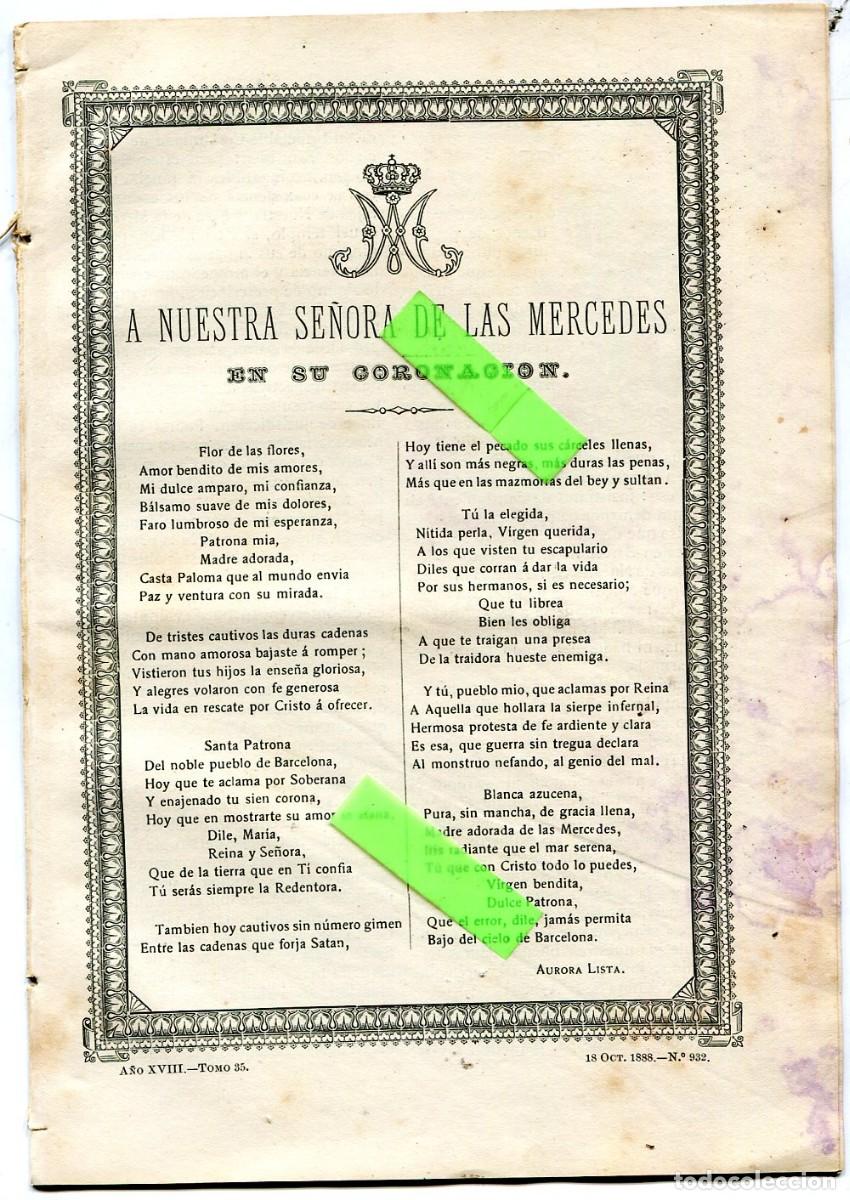 A NUESTRA SEÑORA DE LAS MERCEDES
EN SU CORONACION.
Flor de las flores,
Amor bendito de mis amores,
Mi dulce amparo, mi confianza,
Bálsamo suave de mis dolores,
Faro lumbroso de mi esperanza,
Patrona mia,
Madre adorada,
Casta Paloma que al mundo envia
Paz y ventura con su mirada.
De tristes cautivos las duras cadenas
Con mano amorosa bajaste á romper;
Vistieron tus hijos la enseña gloriosa,
Y alegres volaron con fe generosa
La vida en rescate por Cristo á ofrecer.
Santa Patrona
Del noble pueblo de Barcelona,
Hoy que te aclama por Soberana
Y enajenado tu sien corona,
Hoy que en mostrarte su amor se afana,
Dile, María,
Reina y Señora,
Que de la tierra que en Ti confia
Tú serás siempre la Redentora.
Tambien hoy cautivos sin número gimen
Entre las cadenas que forja Satan,
Hoy tiene el pecado sus cárceles llenas,
Y allí son más negras, más duras las penas,
Más que en las mazmorras del bey y sultan.
Tú la elegida,
Nítida perla, Vírgen querida,
A los que visten tu escapulario
Diles que corran á dar la vida
Por sus hermanos, si es necesario;
Que tu librea
Bien les obliga
A que te traigan una presea
De la traidora hueste enemiga.
Y tú, pueblo mio, que aclamas por Reina
A Aquella que hollara la sierpe infernal,
Hermosa protesta de fe ardiente y clara
Es esa, que guerra sin tregua declara
Al monstruo nefando, al genio del mal.
Blanca azucena,
Pura, sin mancha, de gracia llena,
Madre adorada de las Mercedes,
Iris radiante que el mar serena,
Tú que con Cristo todo lo puedes,
Vírgen bendita,
Dulce Patrona,
Que el error, dile, jamás permita
Bajo del cielo de Barcelona.
AURORA LISTA.
AÑO XVIII.—TOMO 35.
18 OCT. 1888.—N.º 932.
todocoleccion